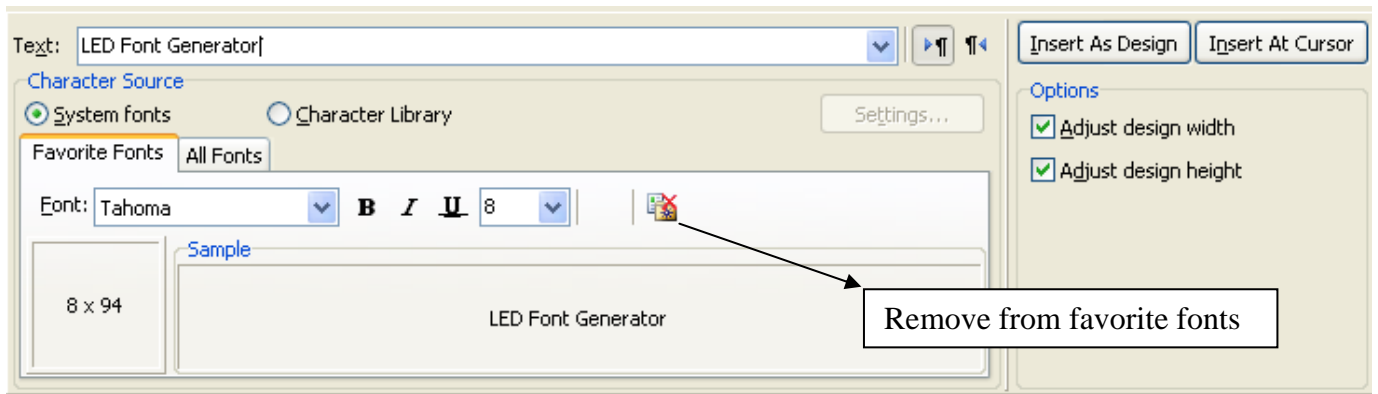 Text: LED Font Generator
Insert As Design
Insert At Cursor
Character Source
System fonts
Character Library
Settings...
Favorite Fonts
All Fonts
Font: Tahoma
B I U 8
Sample
8 x 94
LED Font Generator
Remove from favorite fonts
Options
Adjust design width
Adjust design height